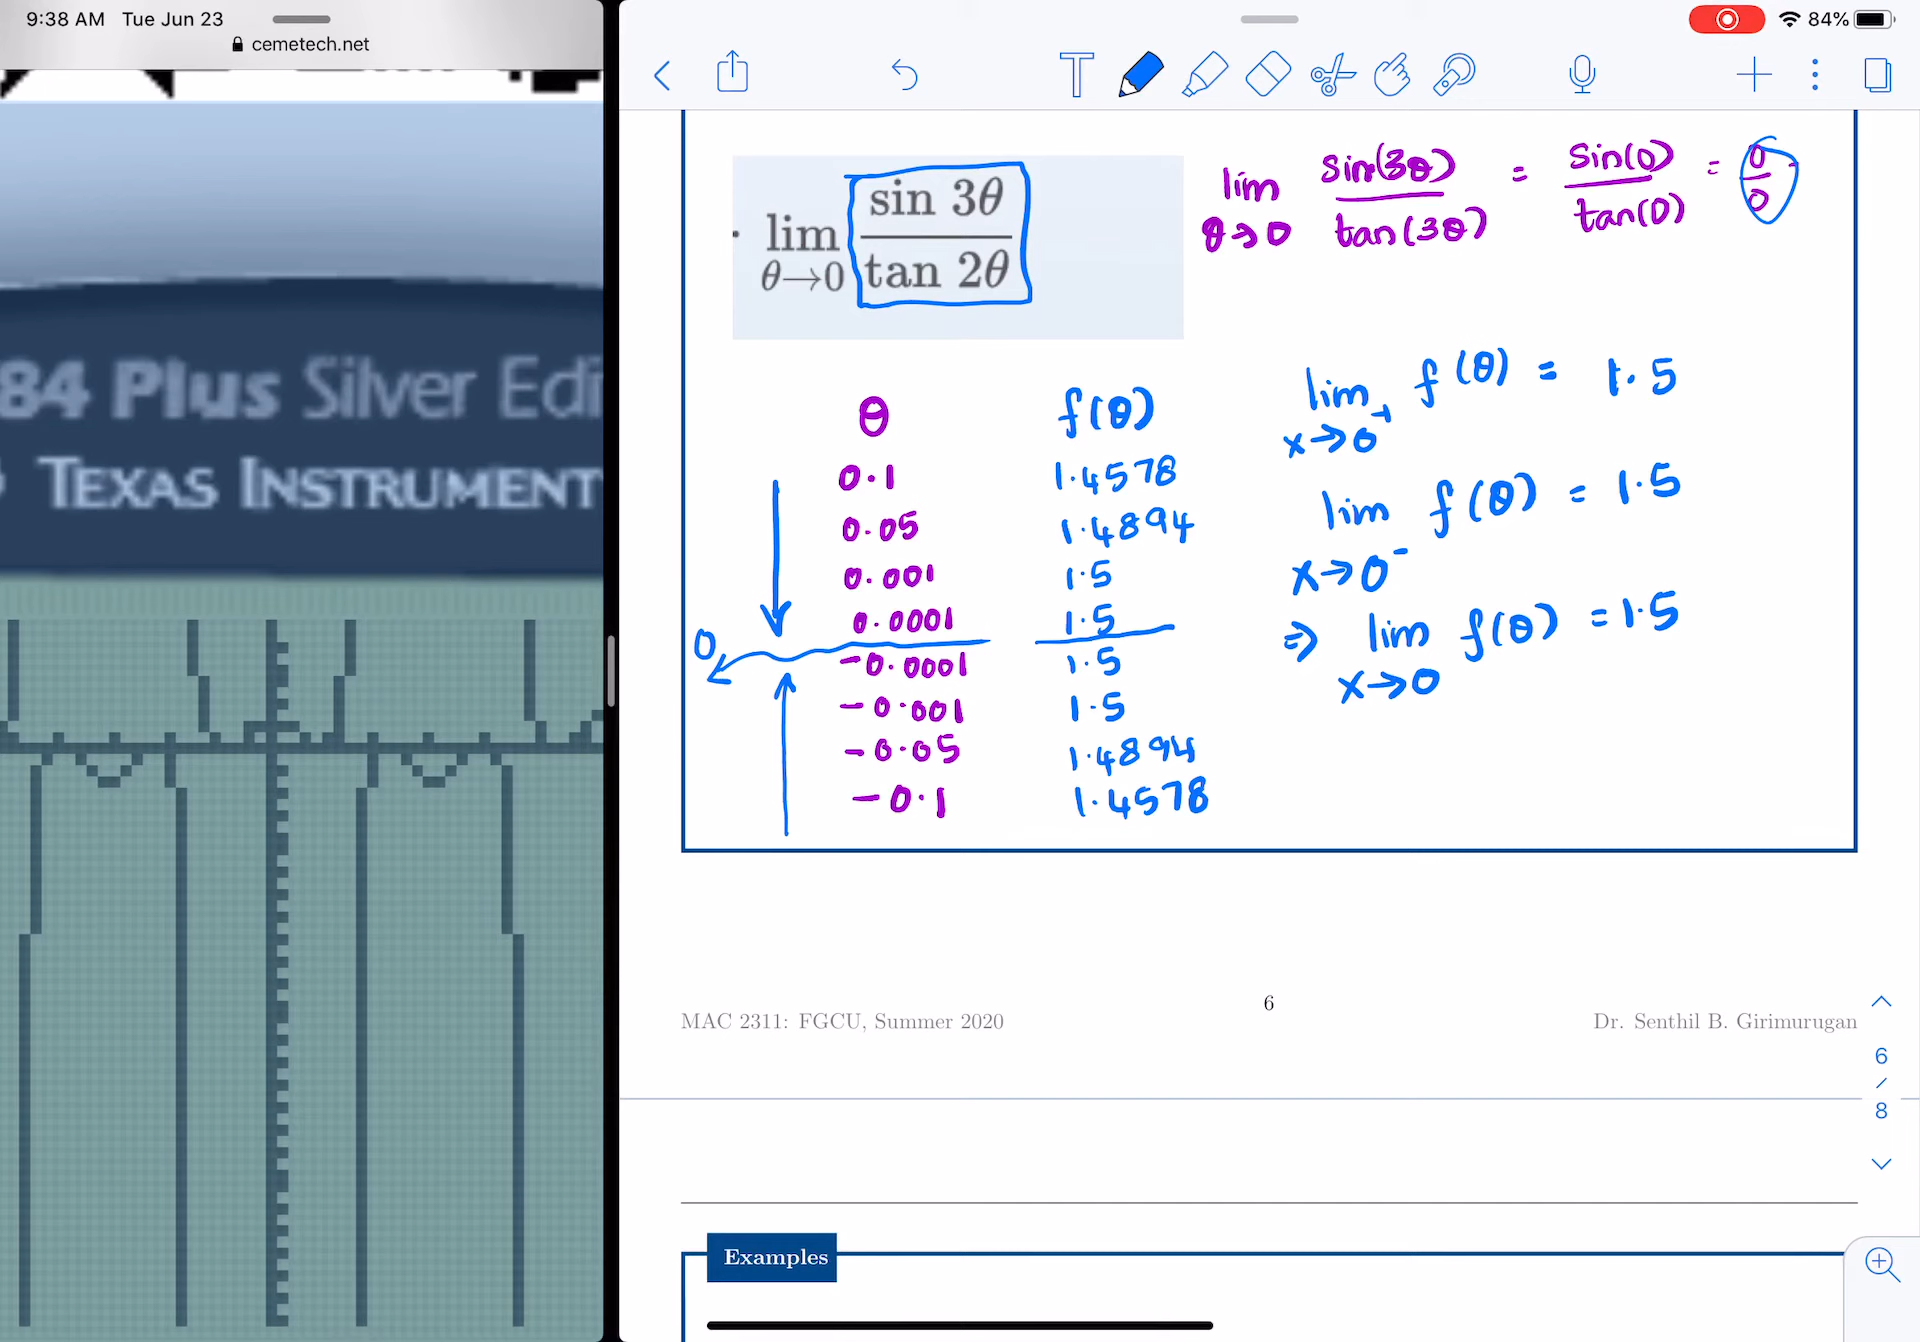 9:38 AM Tue Jun 23
cemetech.net
84%
84 Plus Silver Edi
TEXAS INSTRUMENT
lim θ→0 sin 3θ / tan 2θ
lim θ→0 sin(3θ) / tan(3θ) = sin(0) / tan(0) = 0/0
θ f(θ)
0.1 1.4578
0.05 1.4894
0.001 1.5
0.0001 1.5
0
-0.0001 1.5
-0.001 1.5
-0.05 1.4894
-0.1 1.4578
lim x→0⁺ f(θ) = 1.5
lim x→0⁻ f(θ) = 1.5
⇒ lim x→0 f(θ) = 1.5
6
MAC 2311: FGCU, Summer 2020
Dr. Senthil B. Girimurugan
6
/
8
Examples